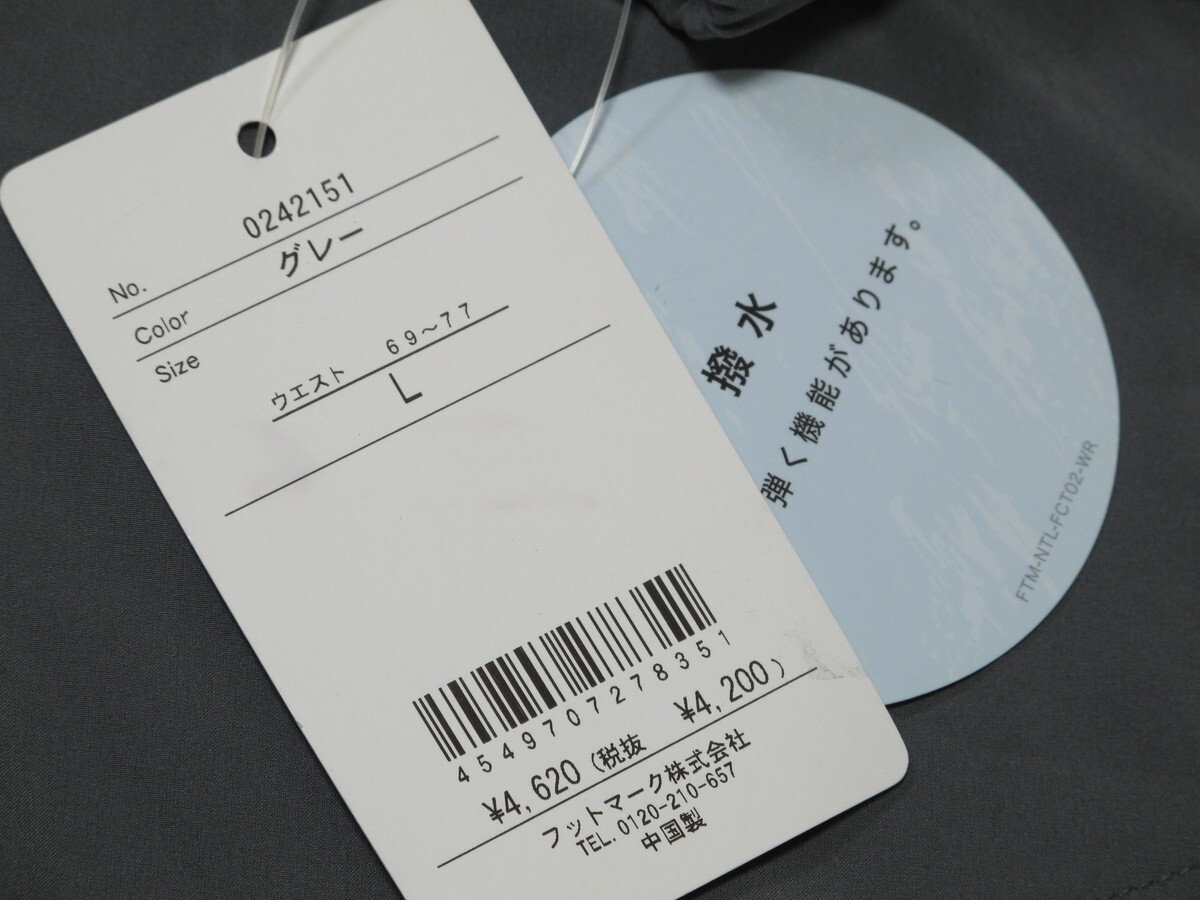 No. 0242151
Color グレー
Size
ウエスト 69~77
L
4549707278351
¥4,620(税抜 ¥4,200)
フットマーク株式会社
TEL. 0120-210-657
中国製
撥水
弾く機能があります。
FTM-NTL-FCT02-WR